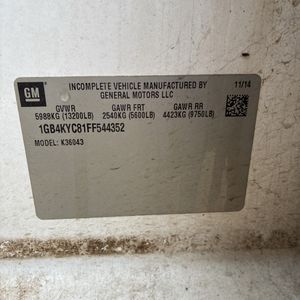 GM
INCOMPLETE VEHICLE MANUFACTURED BY
GENERAL MOTORS LLC
11/14
GVWR GAWR FRT GAWR RR
5988KG (13200LB) 2540KG (5600LB) 4423KG (9750LB)
1GB4KYC81FF544352
MODEL: K36043